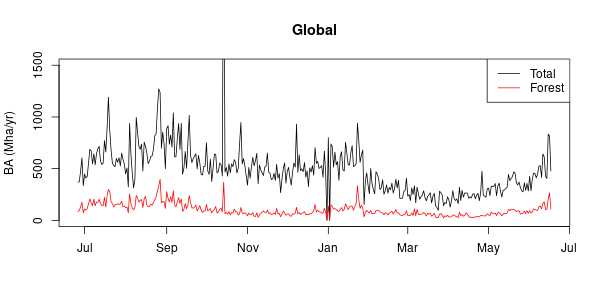 Global
Total
Forest
BA (Mha/yr)
1500
1000
500
0
Jul
Sep
Nov
Jan
Mar
May
Jul